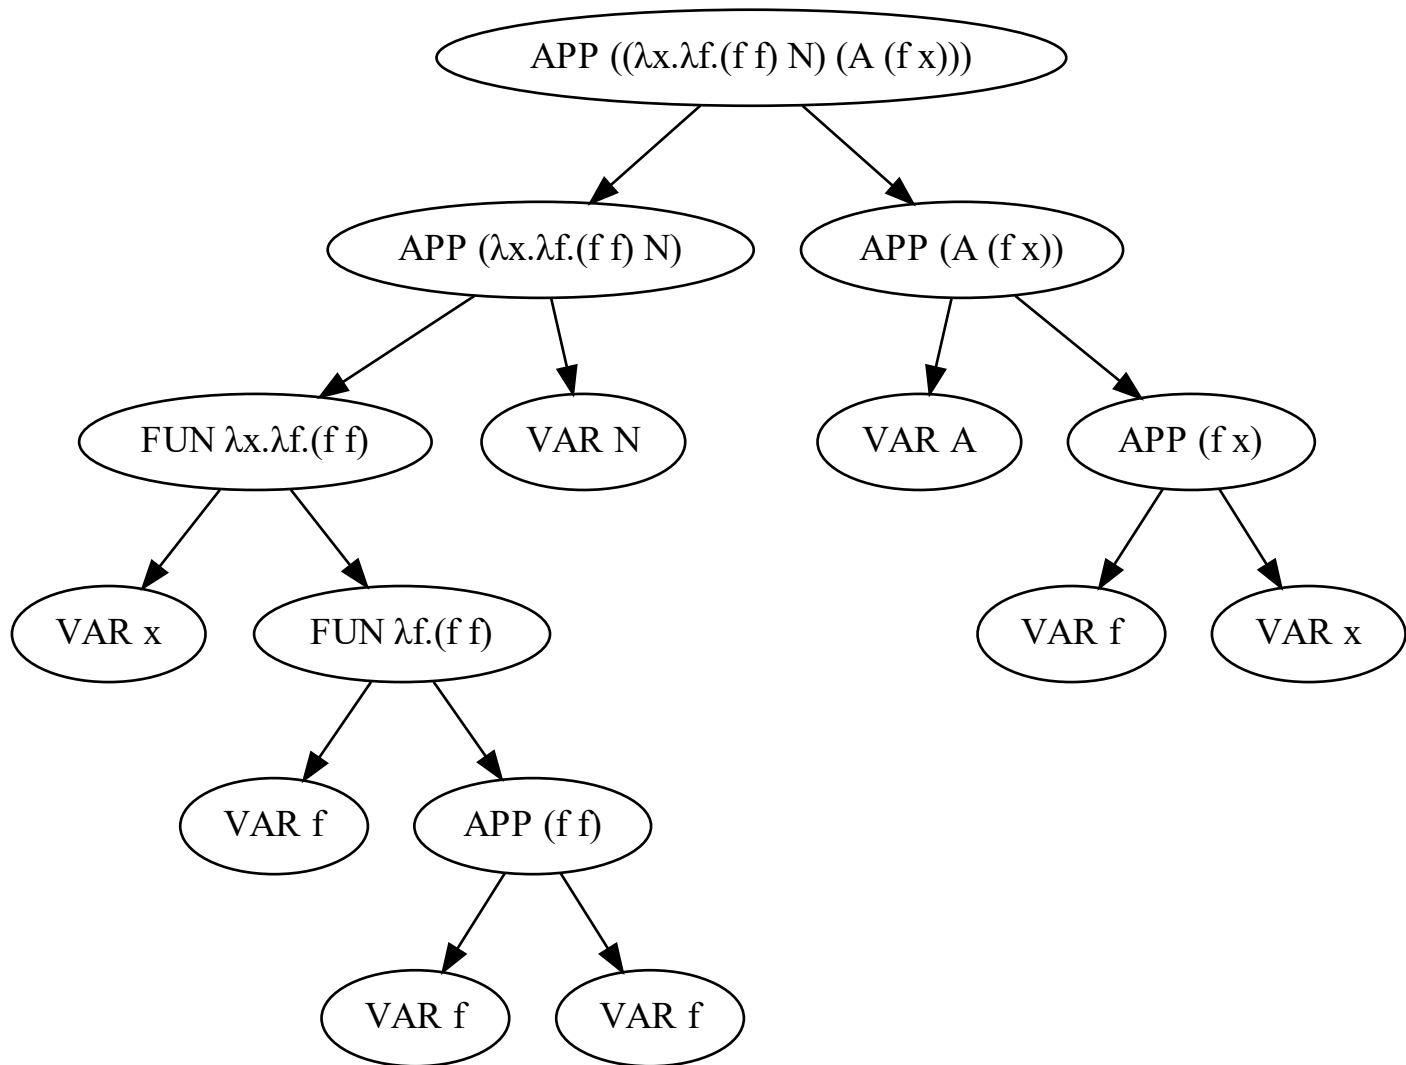 APP ((λx.λf.(f f) N) (A (f x)))
APP (λx.λf.(f f) N)
APP (A (f x))
FUN λx.λf.(f f)
VAR N
VAR A
APP (f x)
VAR x
FUN λf.(f f)
VAR f
VAR x
VAR f
APP (f f)
VAR f
VAR f